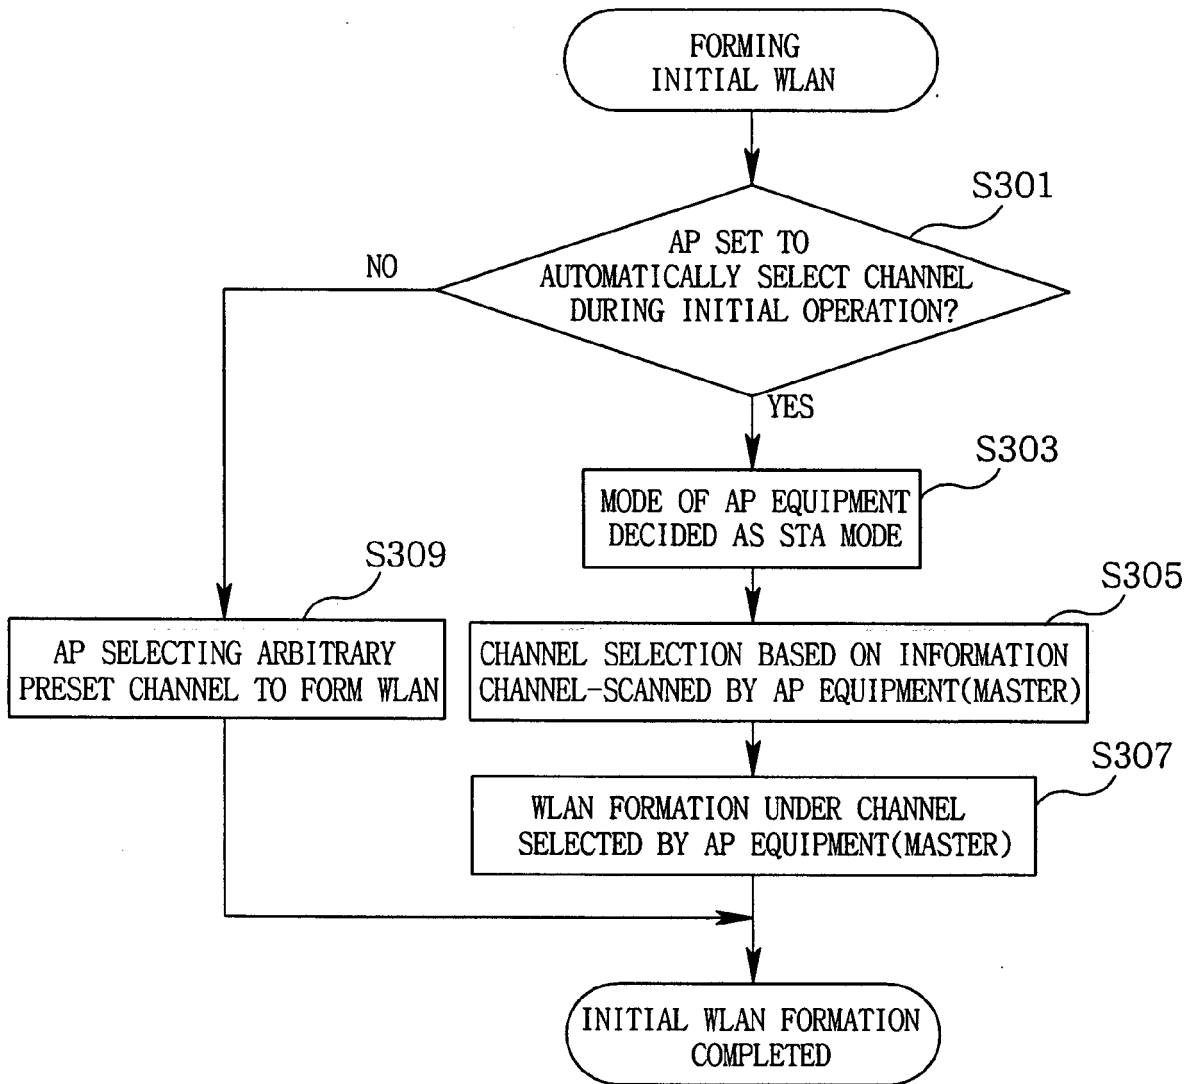 FORMING
INITIAL WLAN
S301
AP SET TO
AUTOMATICALLY SELECT CHANNEL
DURING INITIAL OPERATION?
NO
YES
S303
MODE OF AP EQUIPMENT
DECIDED AS STA MODE
S309
AP SELECTING ARBITRARY
PRESET CHANNEL TO FORM WLAN
S305
CHANNEL SELECTION BASED ON INFORMATION
CHANNEL-SCANNED BY AP EQUIPMENT(MASTER)
S307
WLAN FORMATION UNDER CHANNEL
SELECTED BY AP EQUIPMENT(MASTER)
INITIAL WLAN FORMATION
COMPLETED